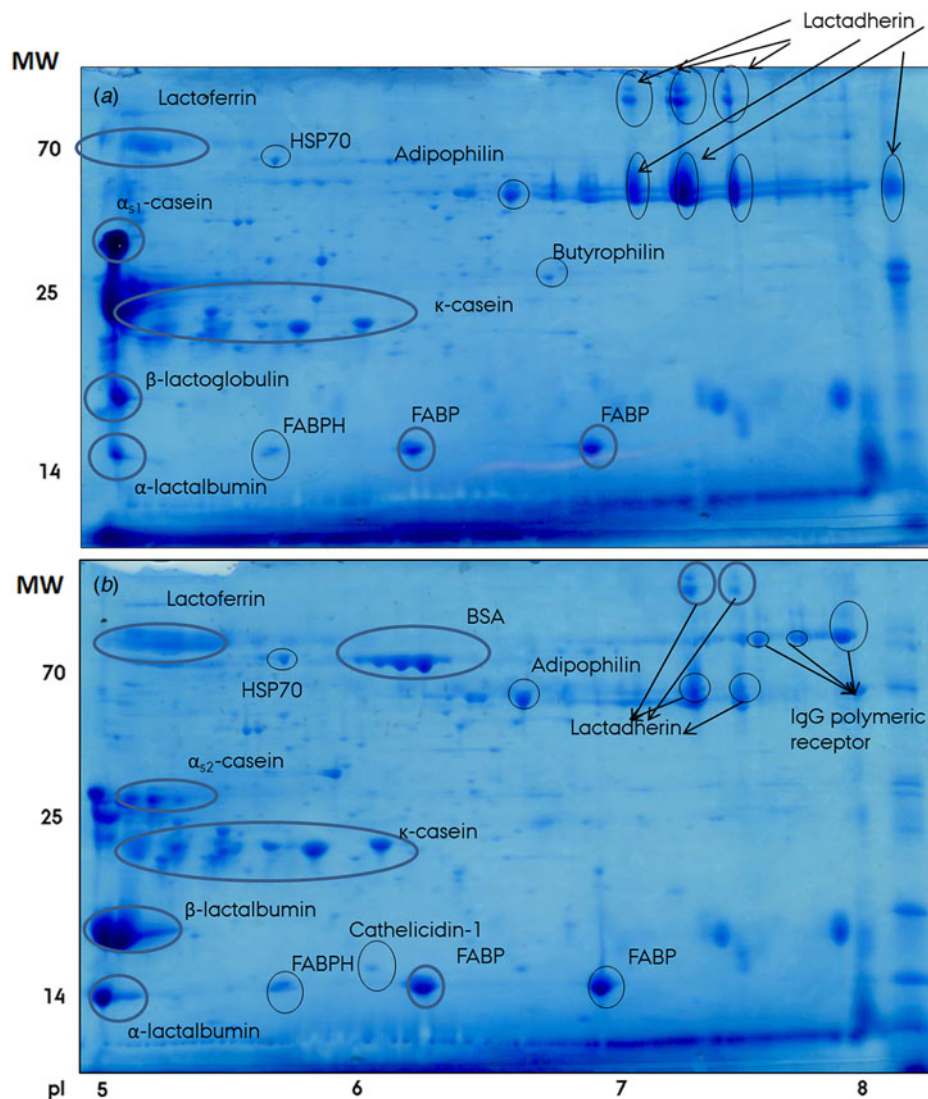 Lactadherin
MW
(a)
Lactoferrin
HSP70
70
Adipophilin
αs1-casein
Butyrophilin
25
κ-casein
β-lactoglobulin
FABPH
FABP
FABP
14
α-lactalbumin
MW
(b)
Lactoferrin
BSA
70
HSP70
Adipophilin
Lactadherin
IgG polymeric
receptor
αs2-casein
25
κ-casein
β-lactalbumin
Cathelicidin-1
FABPH
FABP
FABP
14
α-lactalbumin
pI 5 6 7 8